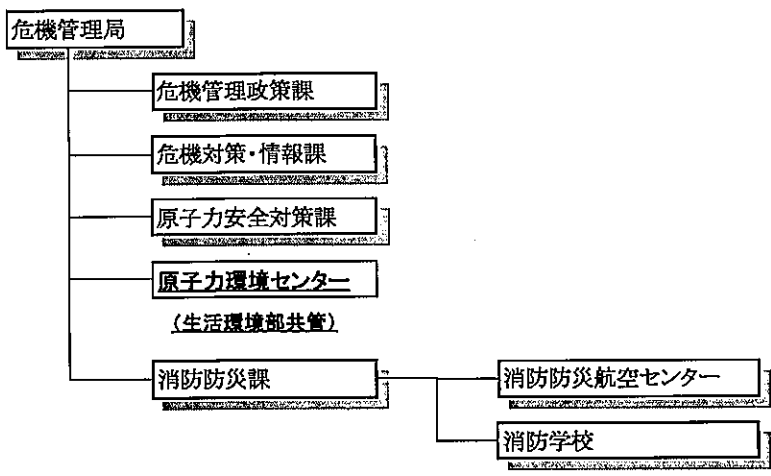 危機管理局
危機管理政策課
危機対策・情報課
原子力安全対策課
原子力環境センター
(生活環境部共管)
消防防災課
消防防災航空センター
消防学校